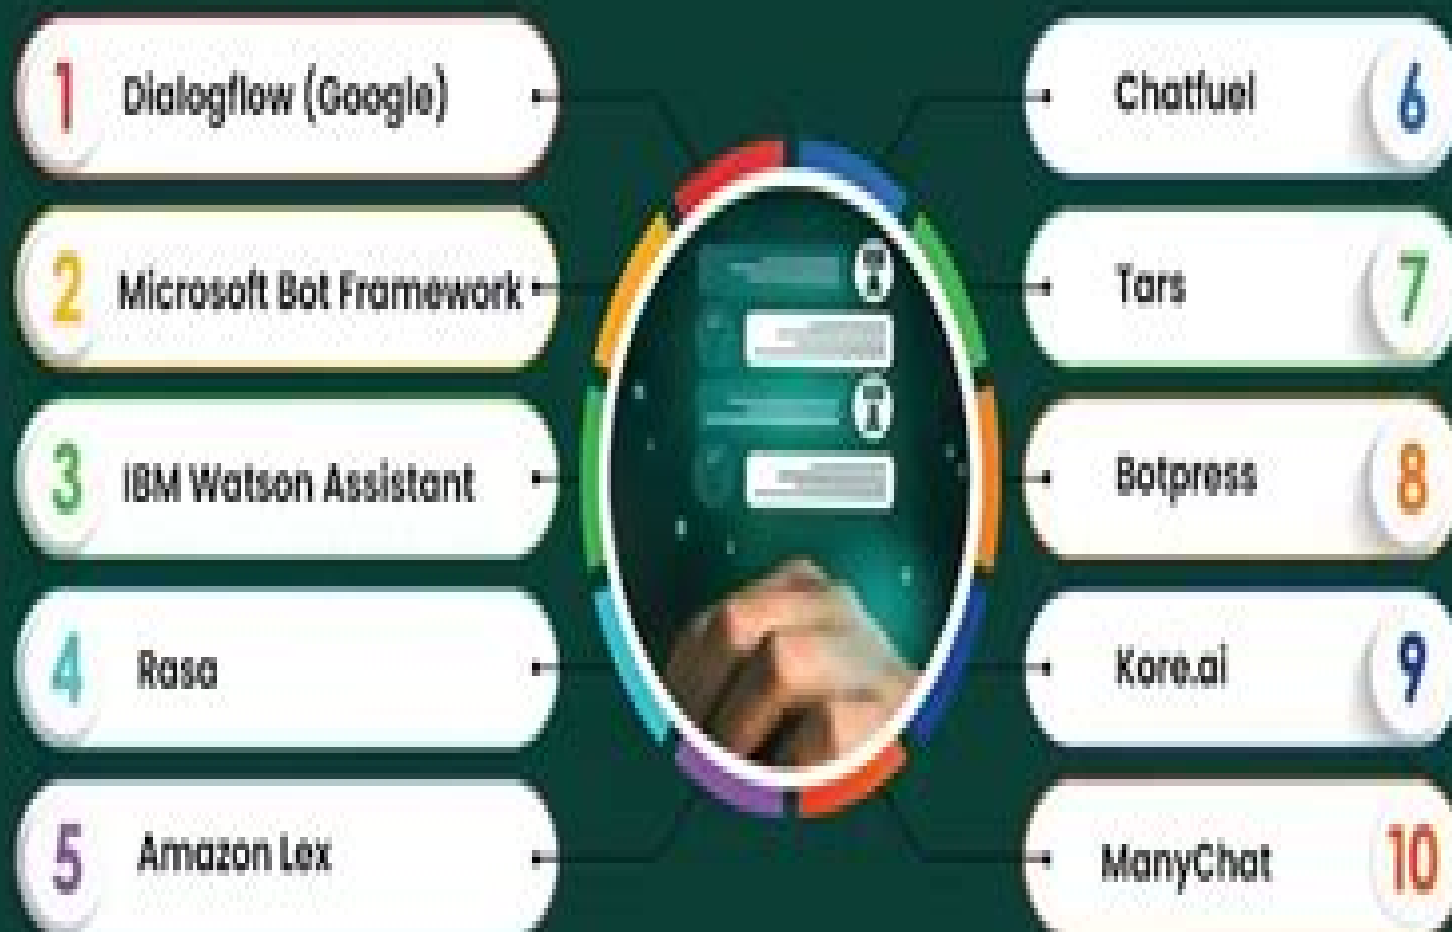 1 Dialogflow (Google)
2 Microsoft Bot Framework
3 IBM Watson Assistant
4 Rasa
5 Amazon Lex
Chatfuel 6
Tars 7
Botpress 8
Kore.ai 9
ManyChat 10